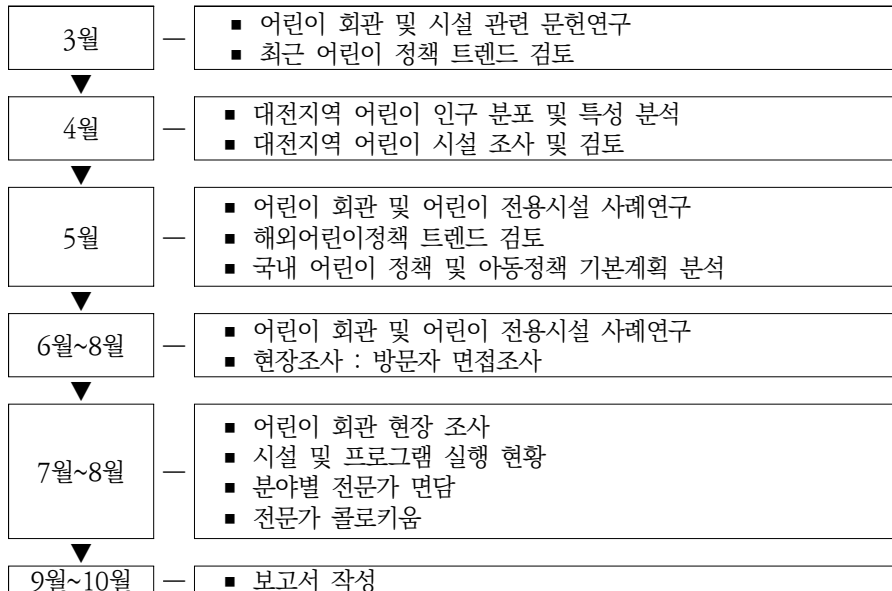 3월
─
▪ 어린이 회관 및 시설 관련 문헌연구
▪ 최근 어린이 정책 트렌드 검토
▼
4월
─
▪ 대전지역 어린이 인구 분포 및 특성 분석
▪ 대전지역 어린이 시설 조사 및 검토
▼
5월
─
▪ 어린이 회관 및 어린이 전용시설 사례연구
▪ 해외어린이정책 트렌드 검토
▪ 국내 어린이 정책 및 아동정책 기본계획 분석
▼
6월~8월
─
▪ 어린이 회관 및 어린이 전용시설 사례연구
▪ 현장조사 : 방문자 면접조사
▼
7월~8월
─
▪ 어린이 회관 현장 조사
▪ 시설 및 프로그램 실행 현황
▪ 분야별 전문가 면담
▪ 전문가 콜로키움
▼
9월~10월
─
▪ 보고서 작성